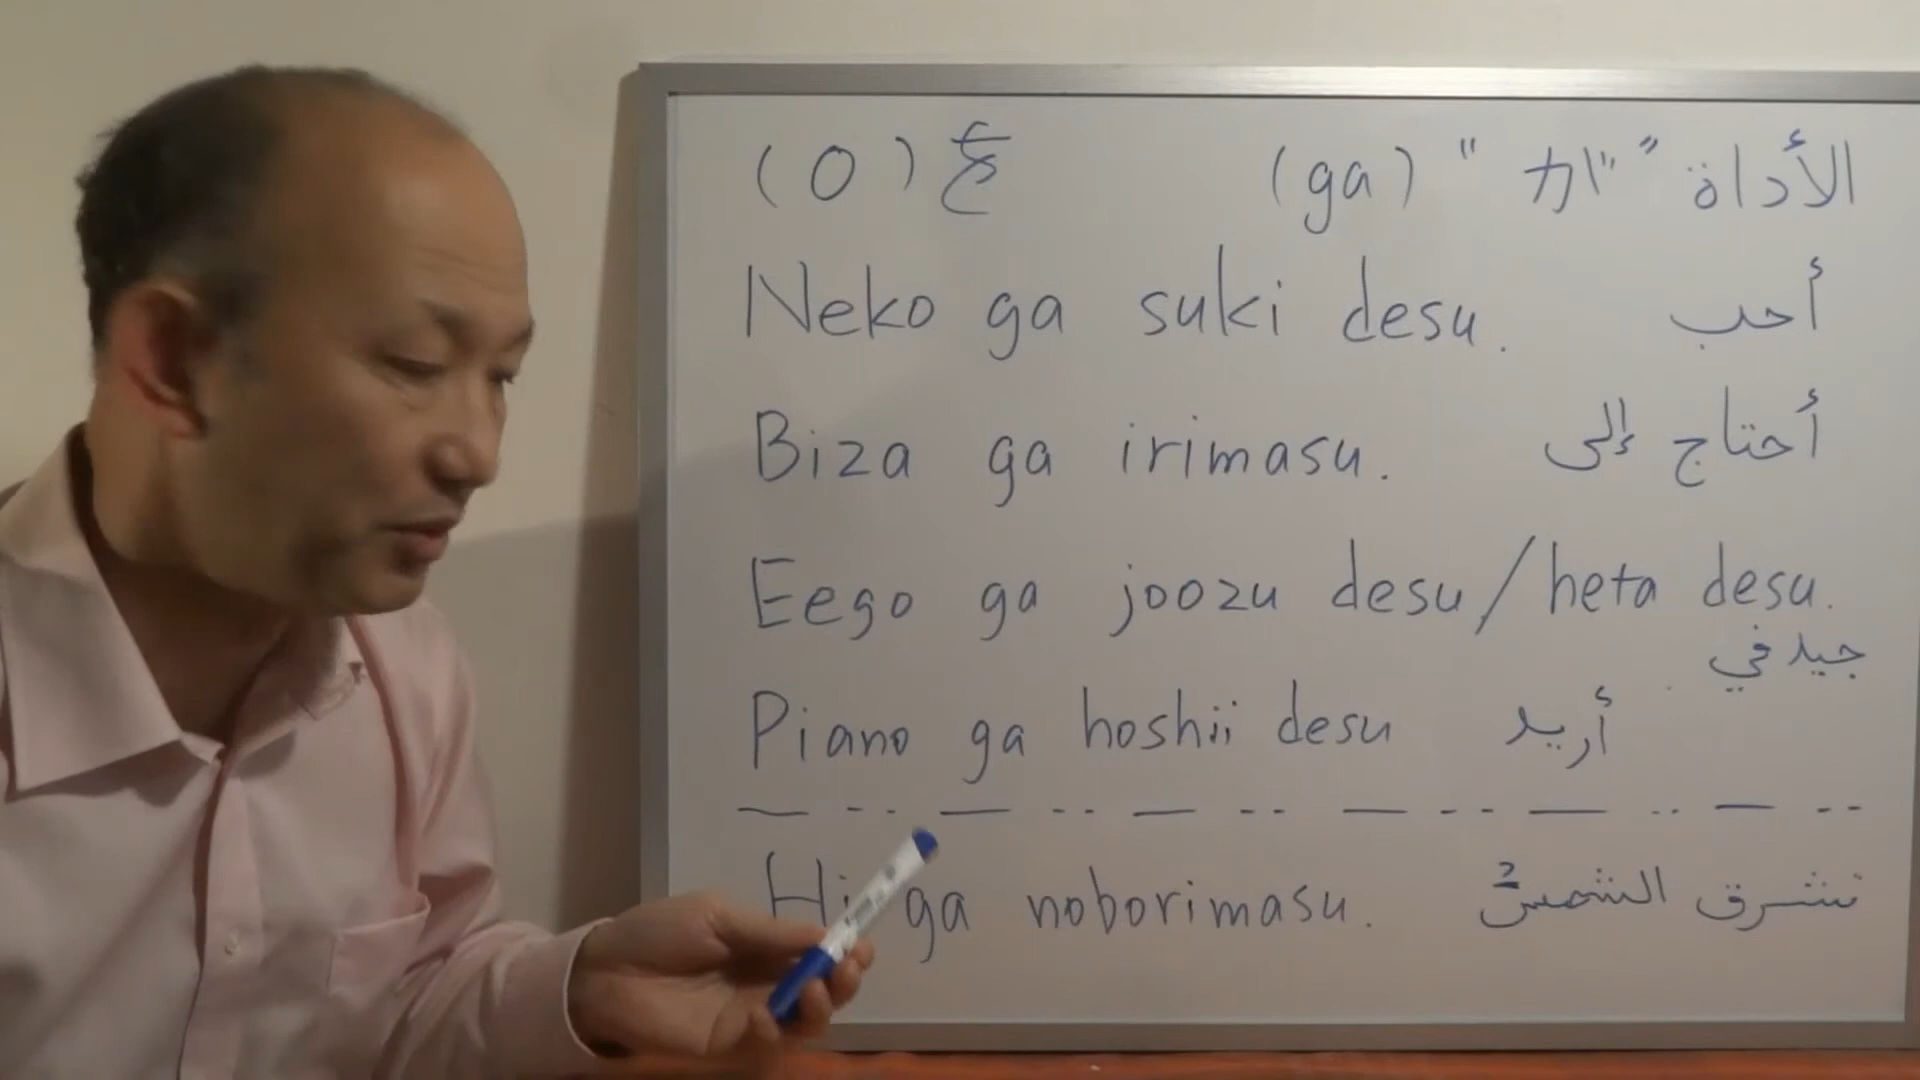 الأداة "が" (ga) を (o)
Neko ga suki desu. أحب
Biza ga irimasu. أحتاج إلى
Eego ga joozu desu/heta desu.
جيد في
Piano ga hoshii desu أريد
Hi ga noborimasu. تشرق الشمسُ